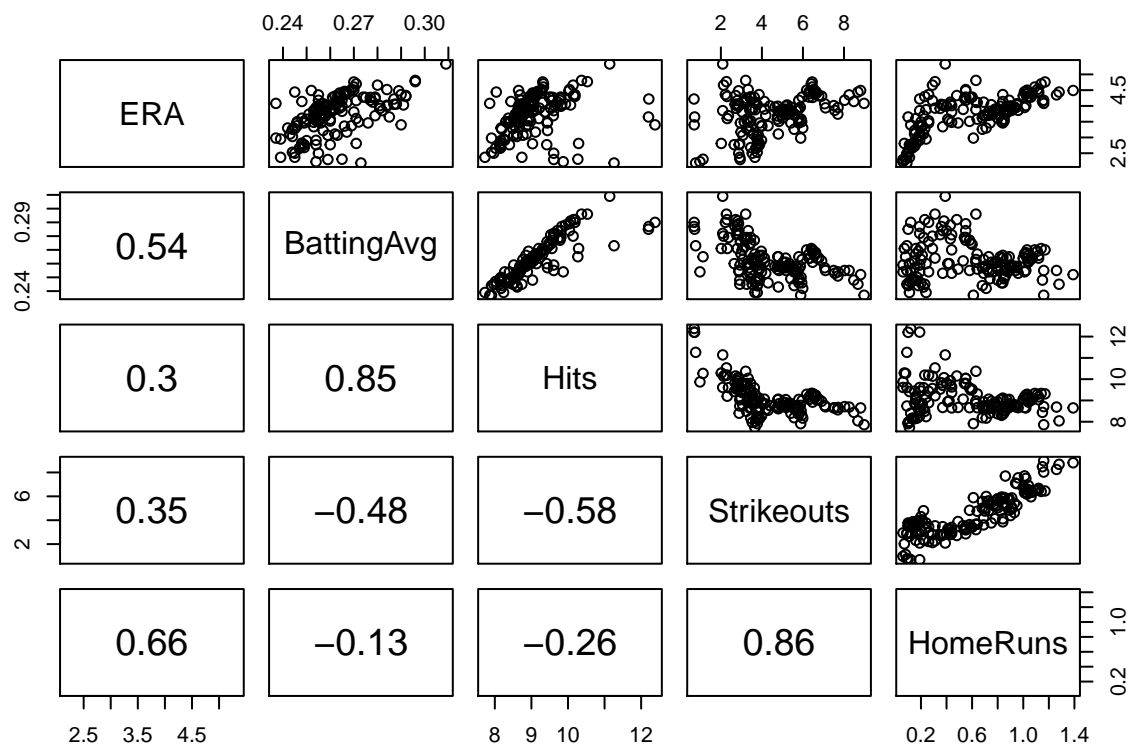 0.24 0.27 0.30 2 4 6 8
ERA 2.5 4.5
0.24 0.29 0.54 BattingAvg
0.3 0.85 Hits 8 10 12
2 6 0.35 −0.48 −0.58 Strikeouts
0.66 −0.13 −0.26 0.86 HomeRuns 0.2 1.0
2.5 3.5 4.5 8 9 10 12 0.2 0.6 1.0 1.4